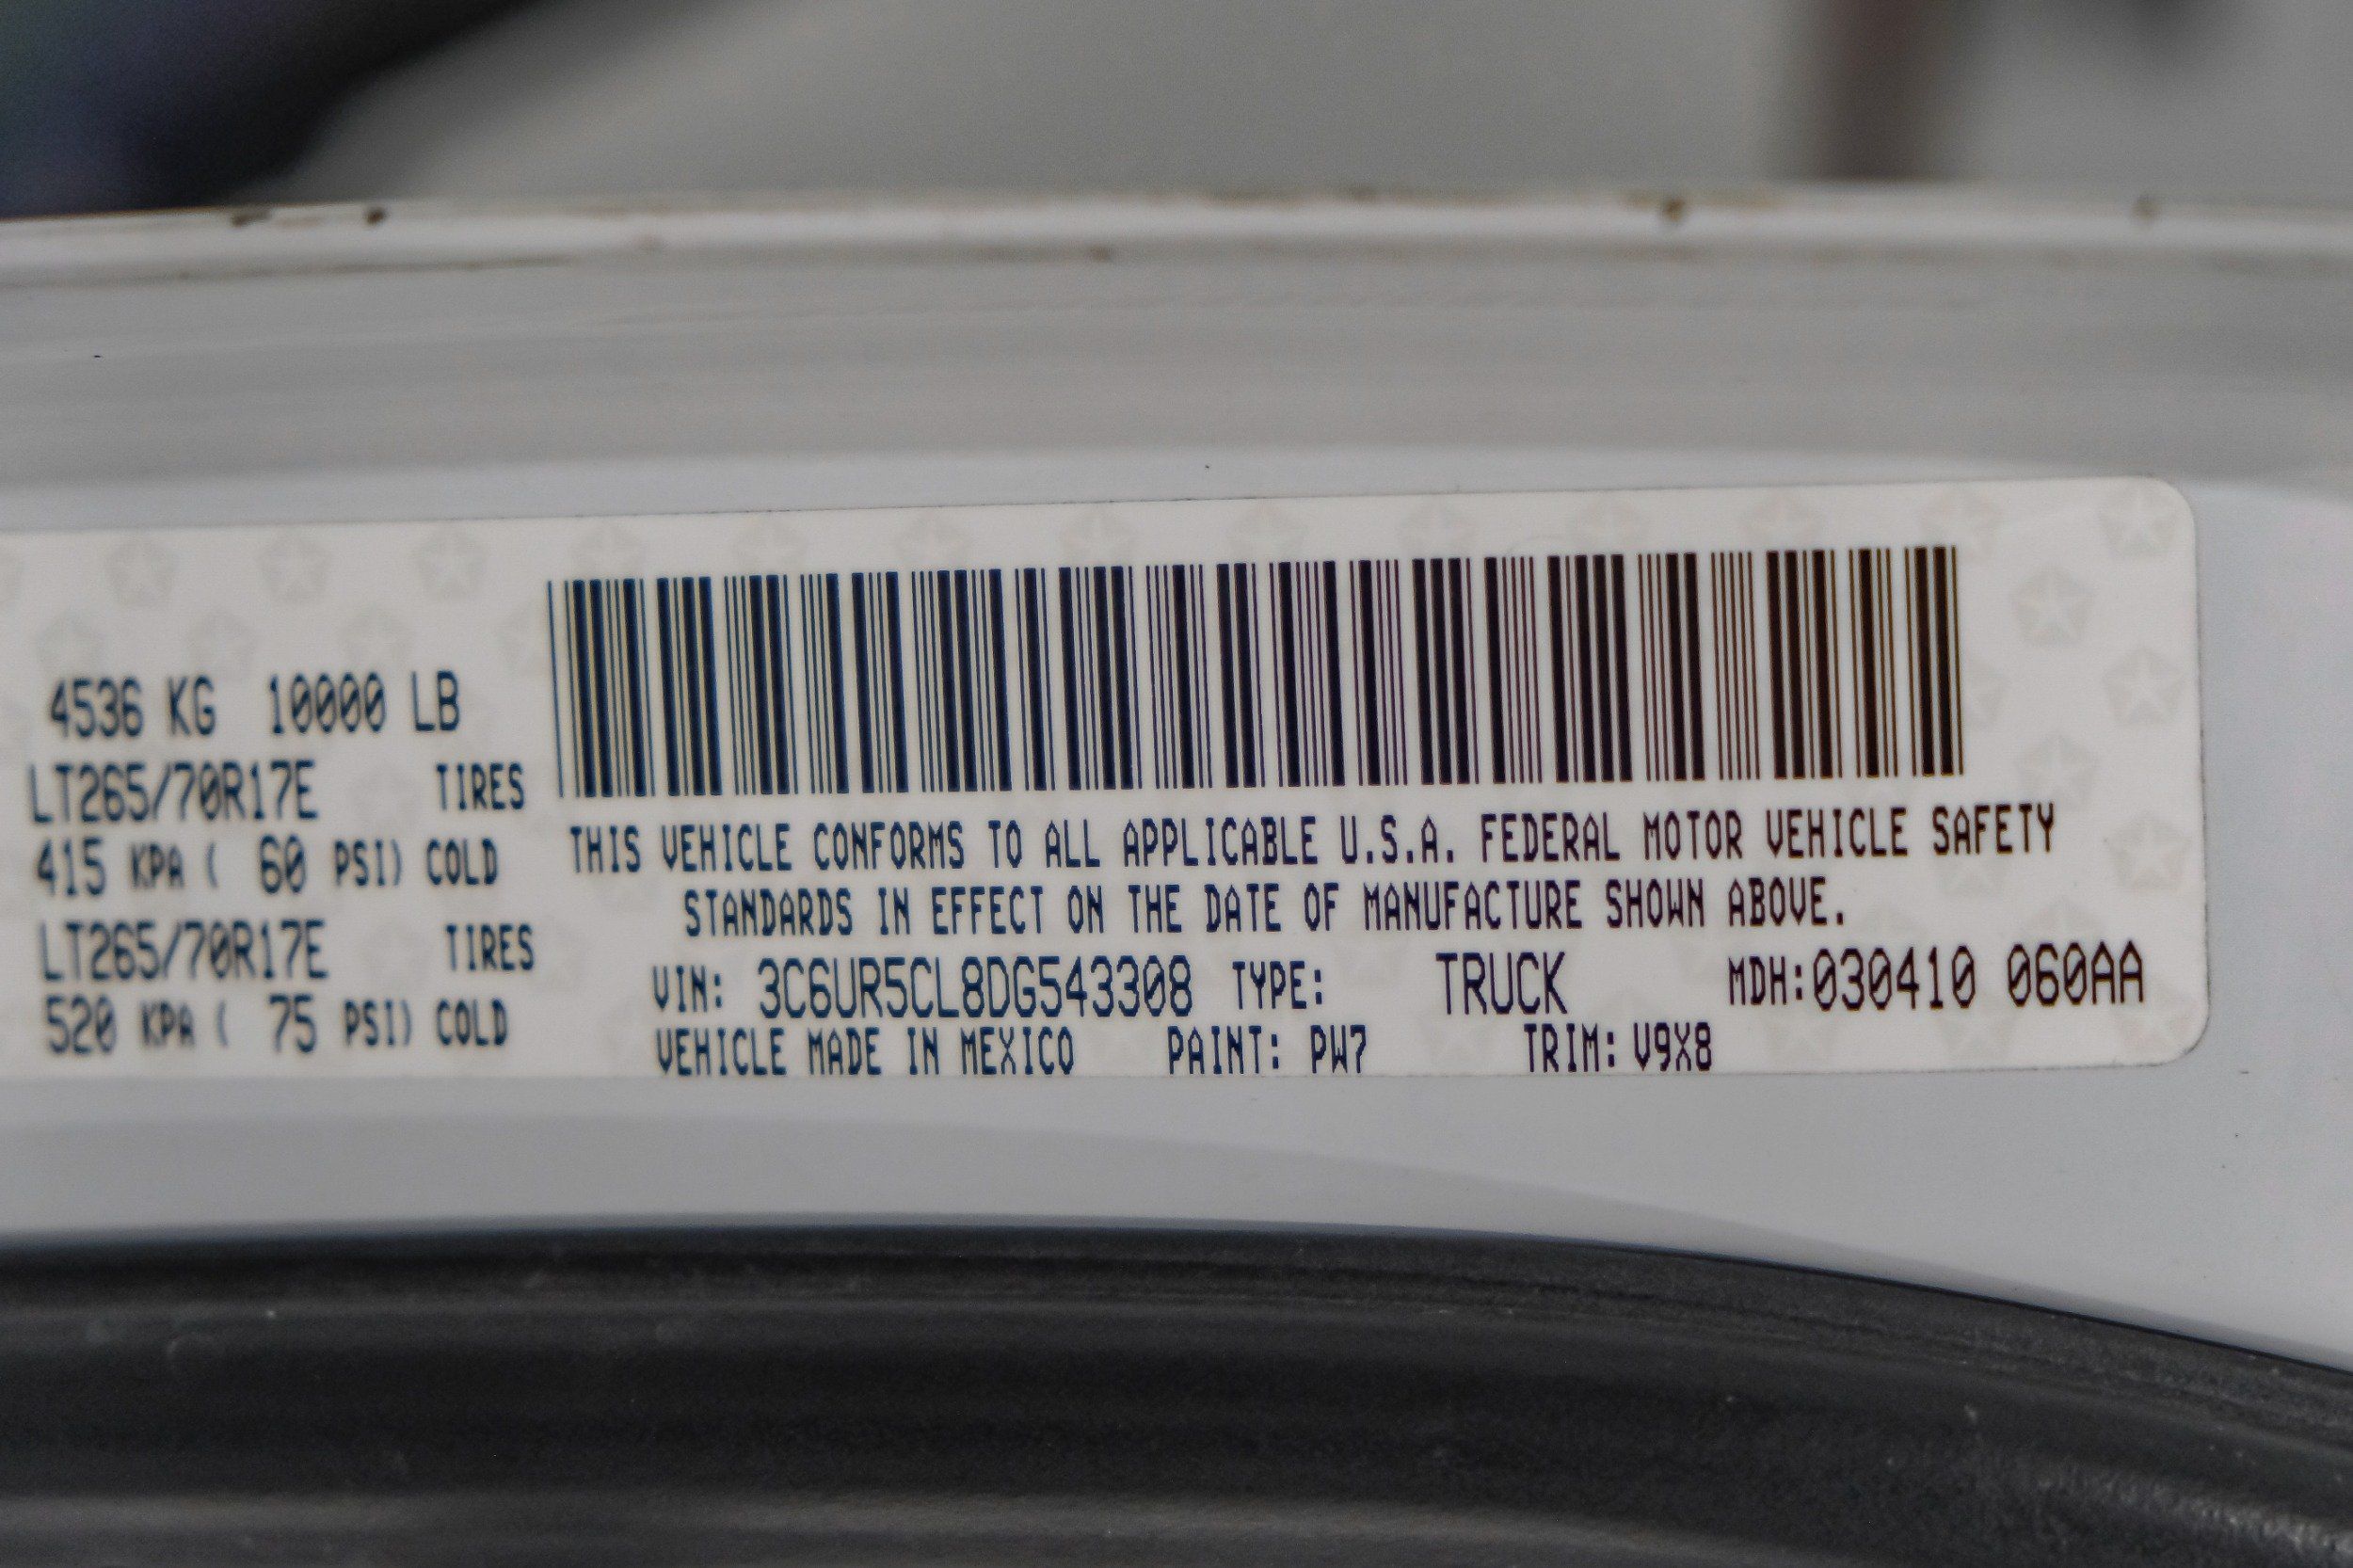 4536 KG 10000 LB
LT265/70R17E TIRES
415 KPA ( 60 PSI) COLD
LT265/70R17E TIRES
520 KPA ( 75 PSI) COLD
THIS VEHICLE CONFORMS TO ALL APPLICABLE U.S.A. FEDERAL MOTOR VEHICLE SAFETY
STANDARDS IN EFFECT ON THE DATE OF MANUFACTURE SHOWN ABOVE.
VIN: 3C6UR5CL8DG543308 TYPE: TRUCK MDH:030410 060AA
VEHICLE MADE IN MEXICO PAINT: PW7 TRIM: V9X8